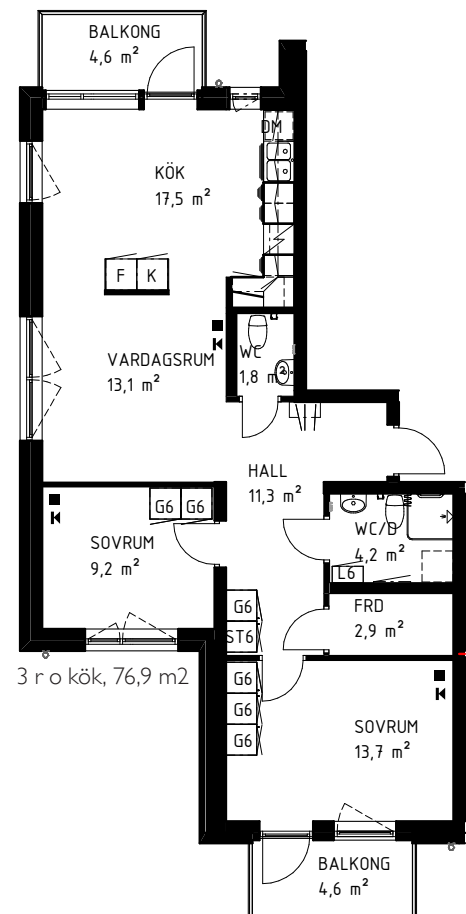 BALKONG
4,6 m²
DM
KÖK
17,5 m²
F K
VARDAGSRUM
13,1 m²
WC
1,8 m²
HALL
11,3 m²
G6 G6
SOVRUM
9,2 m²
WC/D
4,2 m²
L6
G6
ST6
FRD
2,9 m²
3 r o kök, 76,9 m2
G6
G6
G6
SOVRUM
13,7 m²
BALKONG
4,6 m²